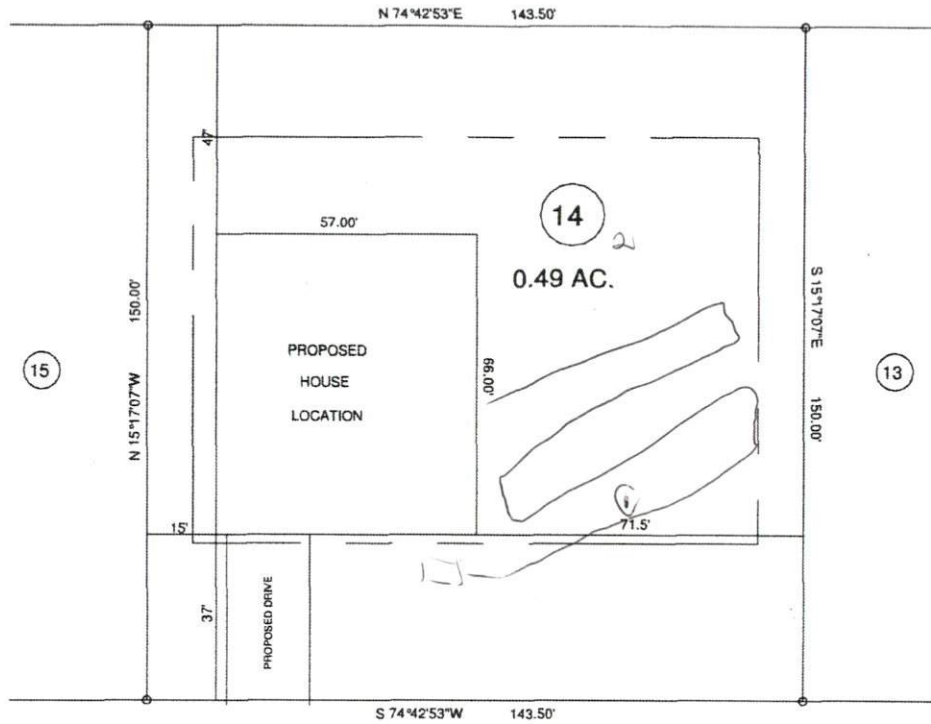 N 74°42'53"E 143.50'
47'
57.00'
14
2
0.49 AC.
N 15°17'07"W 150.00'
S 15°17'07"E 150.00'
15
PROPOSED
HOUSE
LOCATION
66.00'
13
15'
71.5'
37'
PROPOSED DRIVE
S 74°42'53"W 143.50'